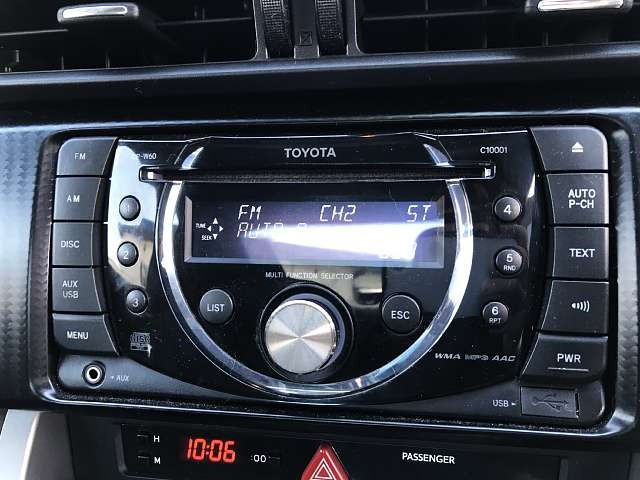 TOYOTA
C10001
FM
AM
DISC
AUX
USB
MENU
AUX
1
2
3
TUNE
SEEK
FM CH2 ST
AUTO.P
MULTI FUNCTION SELECTOR
LIST
ESC
4
5
RND
6
RPT
WMA MP3 AAC
AUTO
P-CH
TEXT
PWR
USB
H
M
10:06
:00
PASSENGER